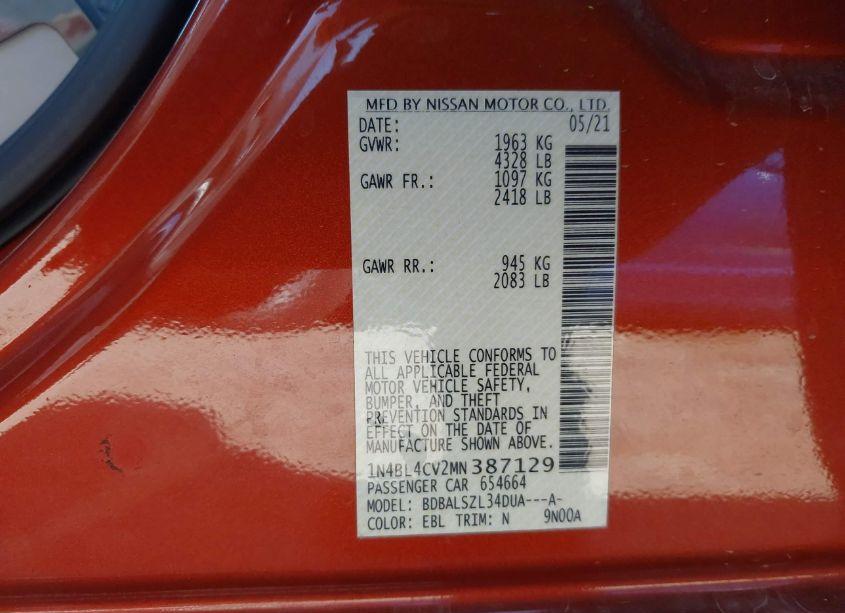 MFD BY NISSAN MOTOR CO., LTD.
DATE: 05/21
GVWR: 1963 KG
4328 LB
GAWR FR.: 1097 KG
2418 LB
GAWR RR.: 945 KG
2083 LB
THIS VEHICLE CONFORMS TO
ALL APPLICABLE FEDERAL
MOTOR VEHICLE SAFETY,
BUMPER, AND THEFT
PREVENTION STANDARDS IN
EFFECT ON THE DATE OF
MANUFACTURE SHOWN ABOVE.
1N4BL4CV2MN387129
PASSENGER CAR 654664
MODEL: BDBALSZL34DUA---A-
COLOR: EBL TRIM: N 9N00A